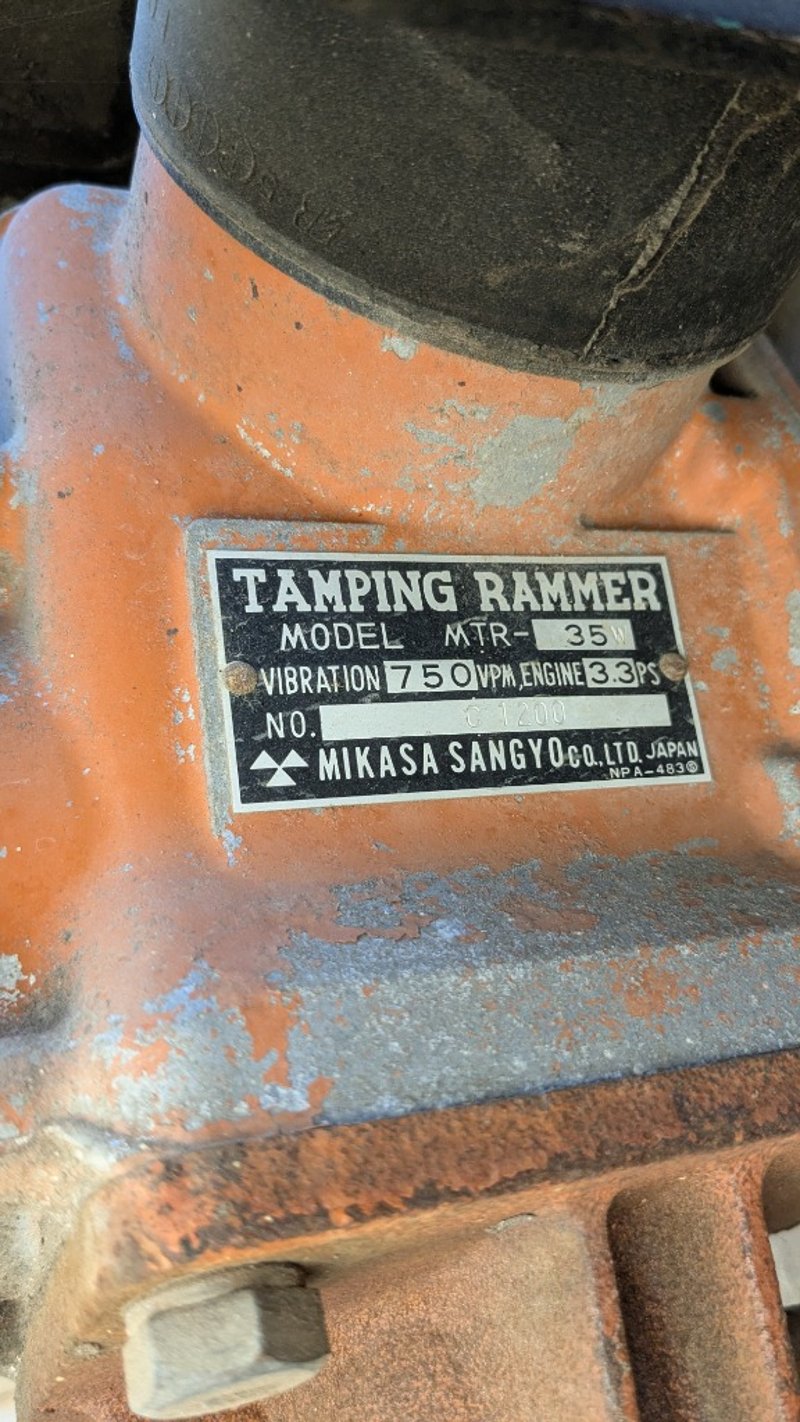 TAMPING RAMMER
MODEL MTR- 35W
VIBRATION 750 VPM, ENGINE 3.3 PS
NO. C 1200
MIKASA SANGYO CO., LTD. JAPAN
NPA-483®